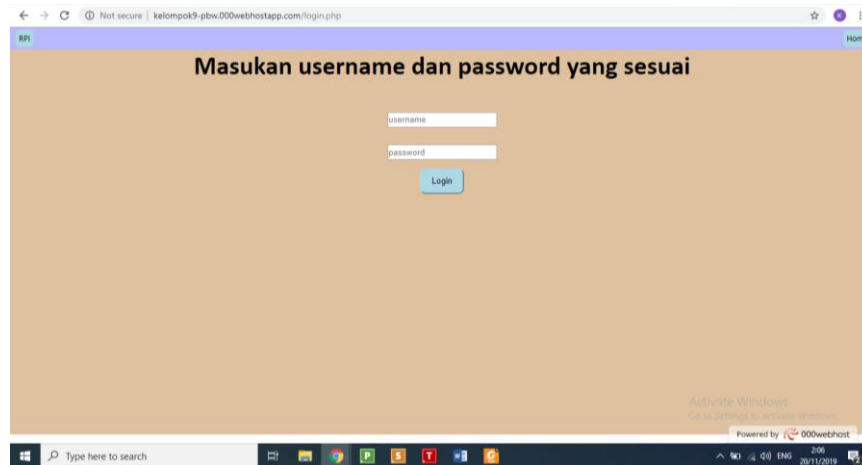 Not secure | kelompok9-pbw.000webhostapp.com/login.php
K
RPI
Hom
Masukan username dan password yang sesuai
username
password
Login
Activate Windows
Go to Settings to activate Windows.
Powered by 000webhost
Type here to search
P
S
T
G
ENG
2:06
20/11/2019